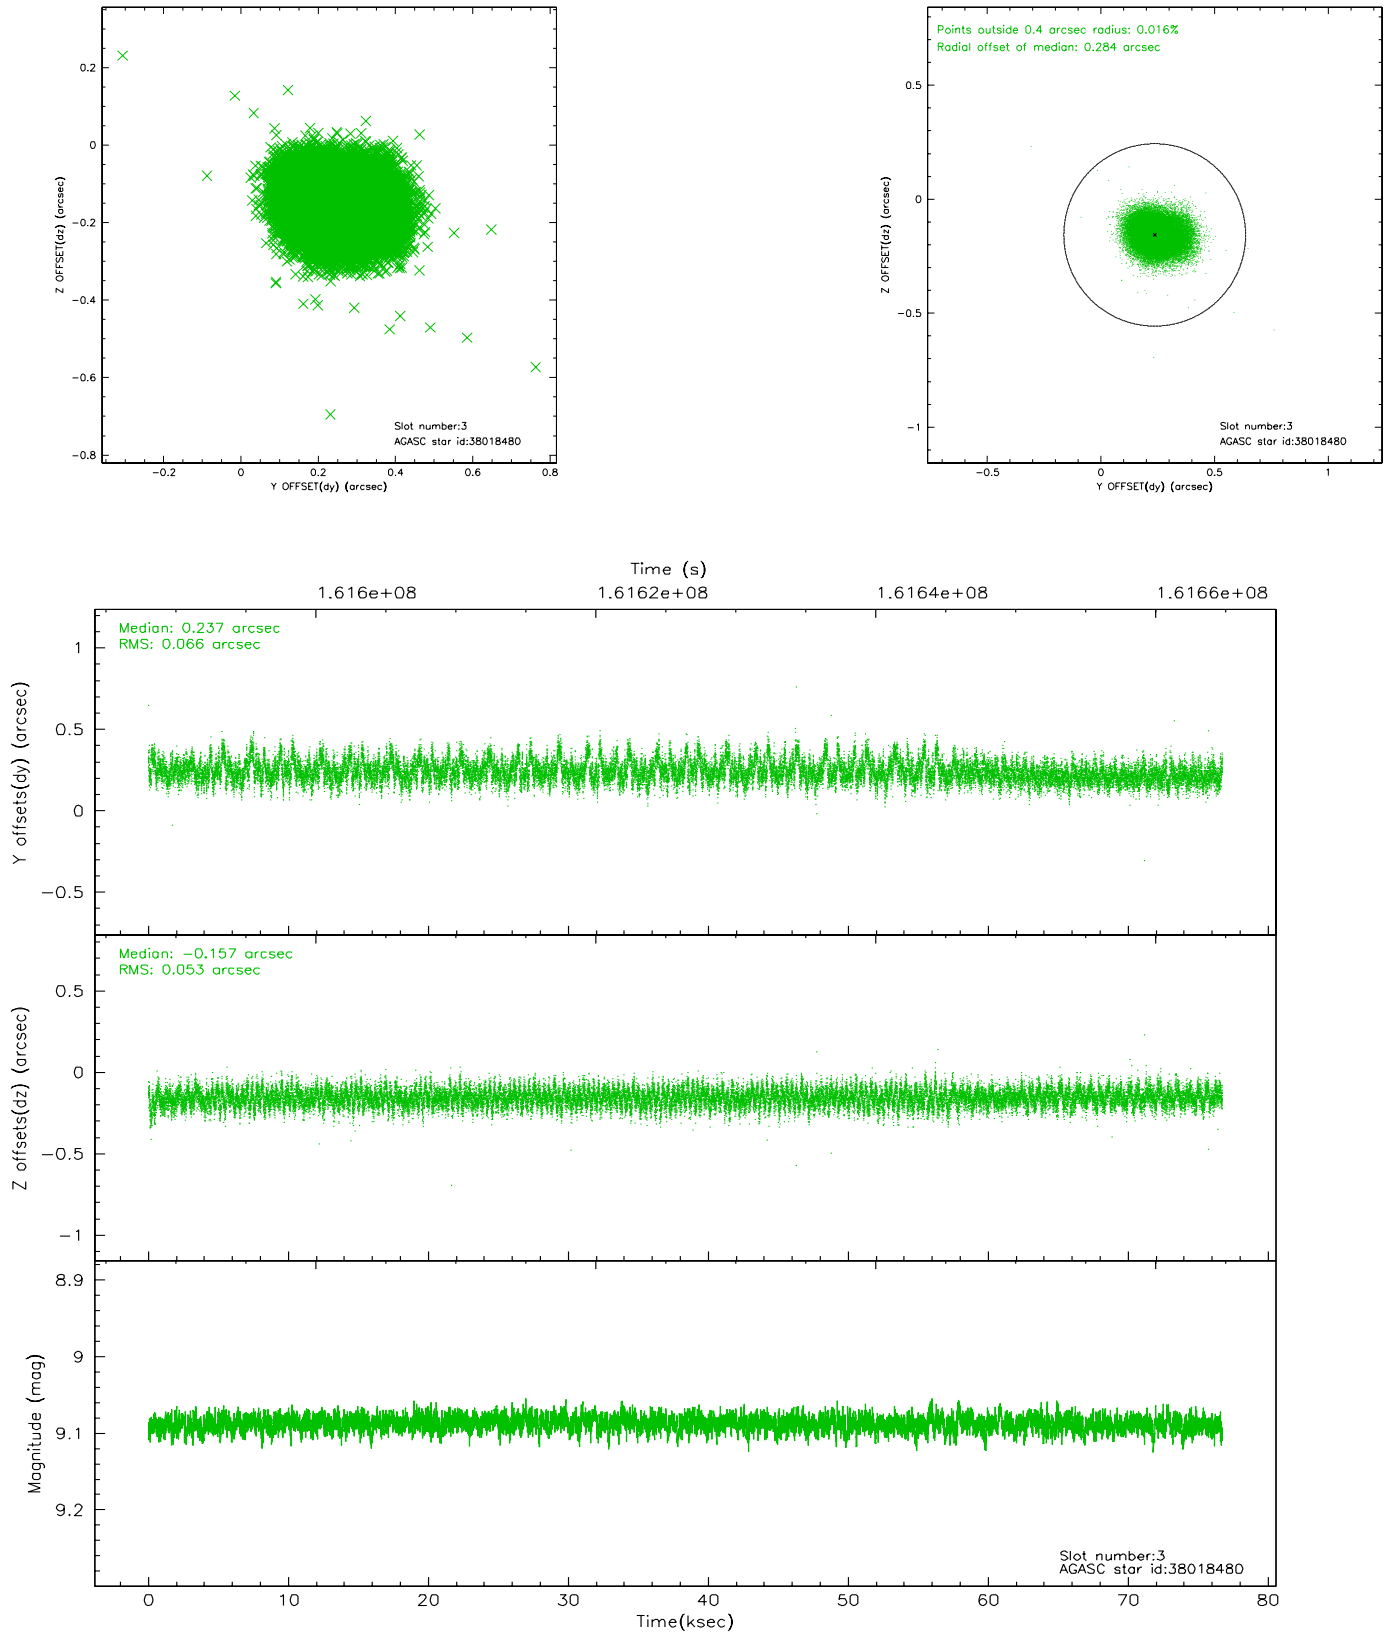 0.2
0
−0.2
−0.4
−0.6
−0.8
Z OFFSET(dz) (arcsec)
Slot number:3
AGASC star id:38018480
−0.2 0 0.2 0.4 0.6 0.8
Y OFFSET(dy) (arcsec)
Points outside 0.4 arcsec radius: 0.016%
Radial offset of median: 0.284 arcsec
0.5
0
−0.5
−1
Z OFFSET(dz) (arcsec)
Slot number:3
AGASC star id:38018480
−0.5 0 0.5 1
Y OFFSET(dy) (arcsec)
Time (s)
1.616e+08 1.6162e+08 1.6164e+08 1.6166e+08
Median: 0.237 arcsec
RMS: 0.066 arcsec
1
0.5
0
−0.5
Y offsets(dy) (arcsec)
Median: −0.157 arcsec
RMS: 0.053 arcsec
0.5
0
−0.5
−1
Z offsets(dz) (arcsec)
8.9
9
9.1
9.2
Magnitude (mag)
Slot number:3
AGASC star id:38018480
0 10 20 30 40 50 60 70 80
Time(ksec)